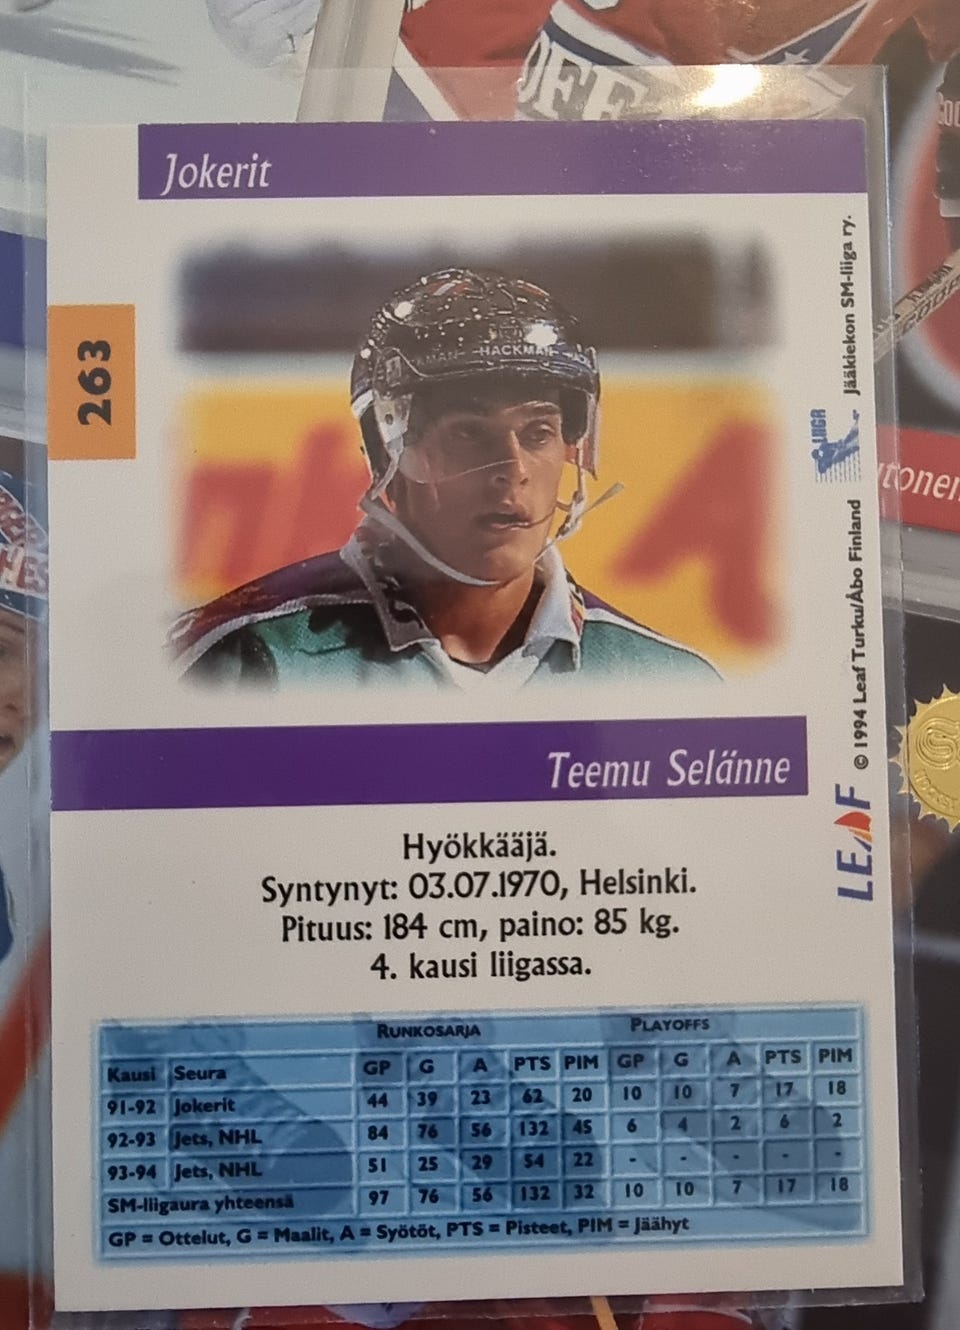 Jokerit
263
HACKMAN
Jääkiekon SM-liiga ry.
LIIGA
© 1994 Leaf Turku/Åbo Finland
LEAF
Teemu Selänne
Hyökkääjä.
Syntynyt: 03.07.1970, Helsinki.
Pituus: 184 cm, paino: 85 kg.
4. kausi liigassa.
RUNKOSARJA PLAYOFFS
Kausi Seura GP G A PTS PIM GP G A PTS PIM
91-92 Jokerit 44 39 23 62 20 10 10 7 17 18
92-93 Jets, NHL 84 76 56 132 45 6 4 2 6 2
93-94 Jets, NHL 51 25 29 54 22 - - - - -
SM-liigaura yhteensä 97 76 56 132 32 10 10 7 17 18
GP = Ottelut, G = Maalit, A = Syötöt, PTS = Pisteet, PIM = Jäähyt